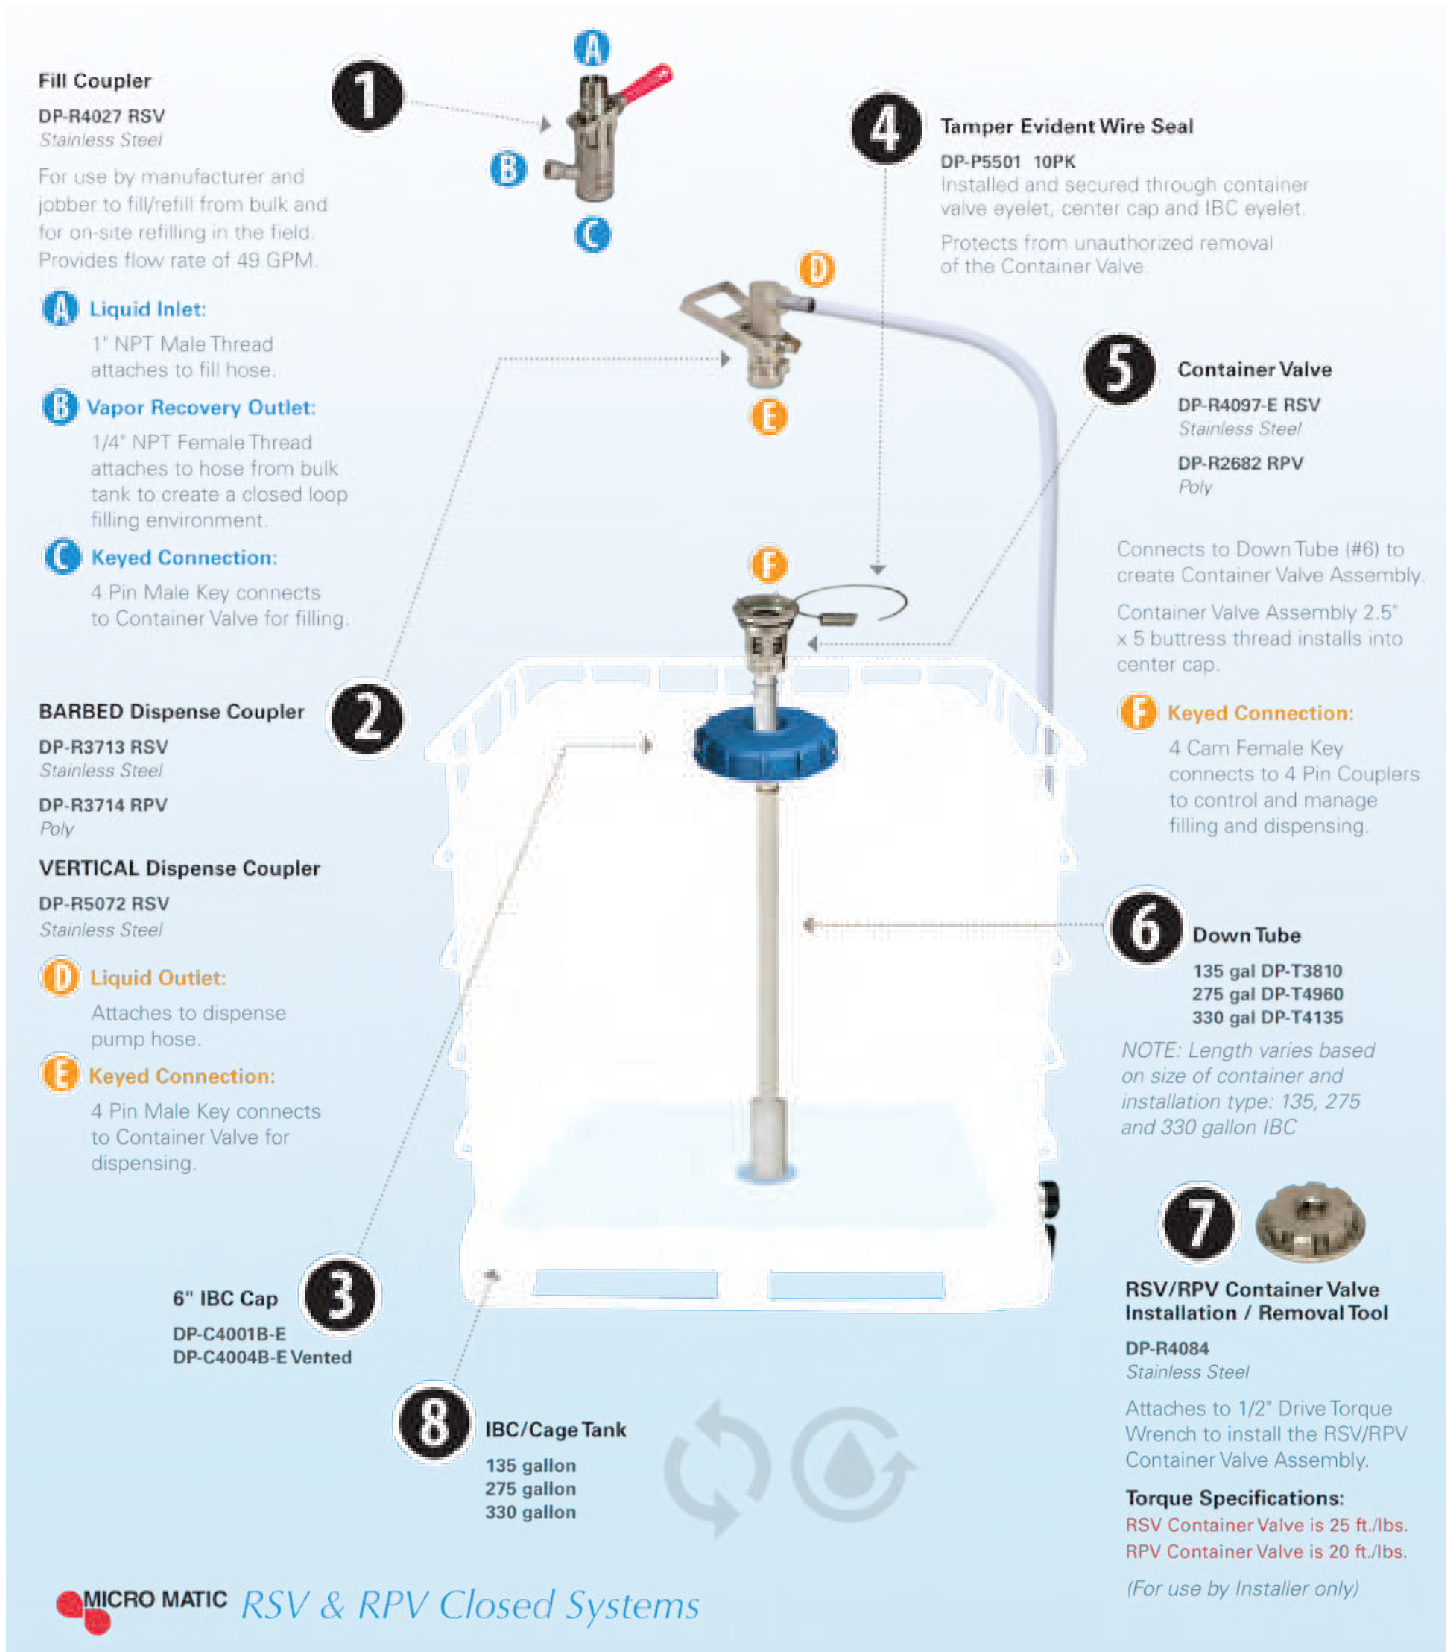 1
Fill Coupler
DP-R4027 RSV
Stainless Steel
For use by manufacturer and
jobber to fill/refill from bulk and
for on-site refilling in the field.
Provides flow rate of 49 GPM.
A Liquid Inlet:
1" NPT Male Thread
attaches to fill hose.
B Vapor Recovery Outlet:
1/4" NPT Female Thread
attaches to hose from bulk
tank to create a closed loop
filling environment.
C Keyed Connection:
4 Pin Male Key connects
to Container Valve for filling.
2
BARBED Dispense Coupler
DP-R3713 RSV
Stainless Steel
DP-R3714 RPV
Poly
VERTICAL Dispense Coupler
DP-R5072 RSV
Stainless Steel
D Liquid Outlet:
Attaches to dispense
pump hose.
E Keyed Connection:
4 Pin Male Key connects
to Container Valve for
dispensing.
3
6" IBC Cap
DP-C4001B-E
DP-C4004B-E Vented
A
B
C
D
E
F
4
Tamper Evident Wire Seal
DP-P5501 10PK
Installed and secured through container
valve eyelet, center cap and IBC eyelet.
Protects from unauthorized removal
of the Container Valve.
5
Container Valve
DP-R4097-E RSV
Stainless Steel
DP-R2682 RPV
Poly
Connects to Down Tube (#6) to
create Container Valve Assembly.
Container Valve Assembly 2.5"
x 5 buttress thread installs into
center cap.
F Keyed Connection:
4 Cam Female Key
connects to 4 Pin Couplers
to control and manage
filling and dispensing.
6
Down Tube
135 gal DP-T3810
275 gal DP-T4960
330 gal DP-T4135
NOTE: Length varies based
on size of container and
installation type: 135, 275
and 330 gallon IBC
7
RSV/RPV Container Valve
Installation / Removal Tool
DP-R4084
Stainless Steel
Attaches to 1/2" Drive Torque
Wrench to install the RSV/RPV
Container Valve Assembly.
Torque Specifications:
RSV Container Valve is 25 ft./lbs.
RPV Container Valve is 20 ft./lbs.
(For use by Installer only)
8
IBC/Cage Tank
135 gallon
275 gallon
330 gallon
MICRO MATIC RSV & RPV Closed Systems